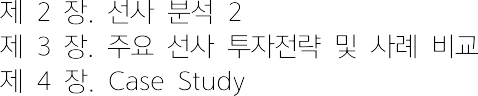 제 2 장. 선사 분석 2
제 3 장. 주요 선사 투자전략 및 사례 비교
제 4 장. Case Study